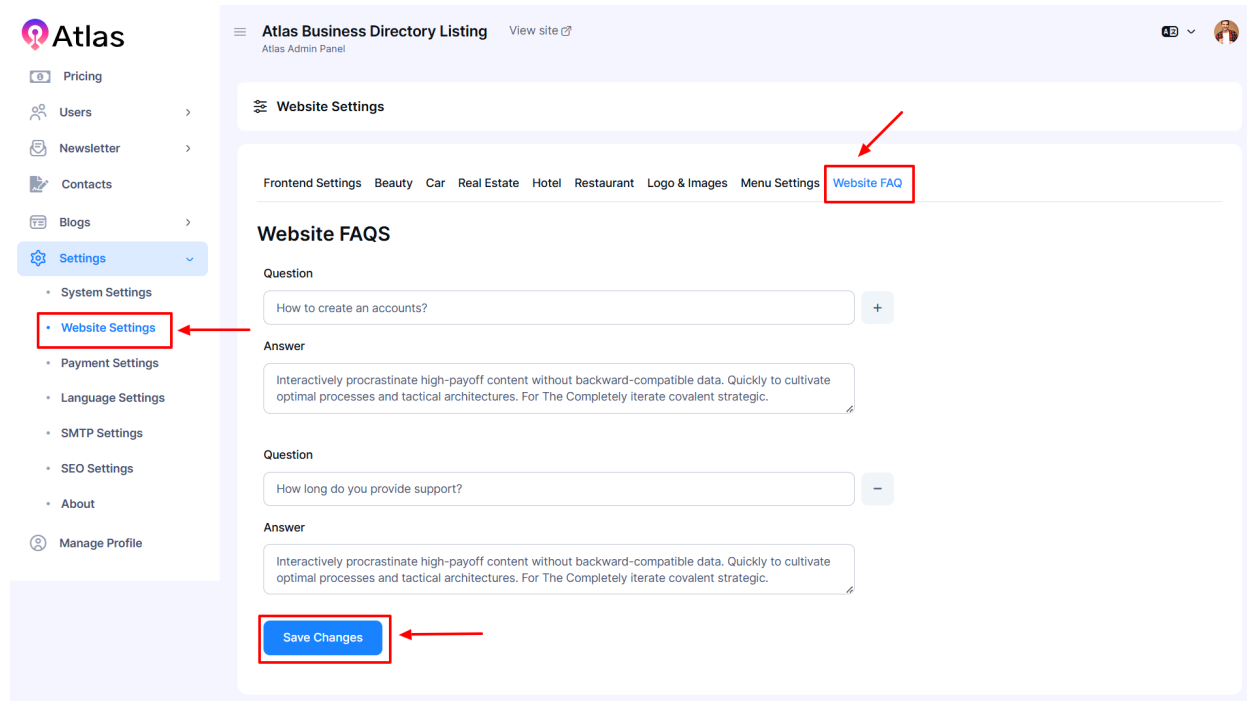 Atlas
Pricing
Users
Newsletter
Contacts
Blogs
Settings
System Settings
Website Settings
Payment Settings
Language Settings
SMTP Settings
SEO Settings
About
Manage Profile
Atlas Business Directory Listing View site
Atlas Admin Panel
Website Settings
Frontend Settings Beauty Car Real Estate Hotel Restaurant Logo & Images Menu Settings Website FAQ
Website FAQS
Question
How to create an accounts?
+
Answer
Interactively procrastinate high-payoff content without backward-compatible data. Quickly to cultivate
optimal processes and tactical architectures. For The Completely iterate covalent strategic.
Question
How long do you provide support?
−
Answer
Interactively procrastinate high-payoff content without backward-compatible data. Quickly to cultivate
optimal processes and tactical architectures. For The Completely iterate covalent strategic.
Save Changes